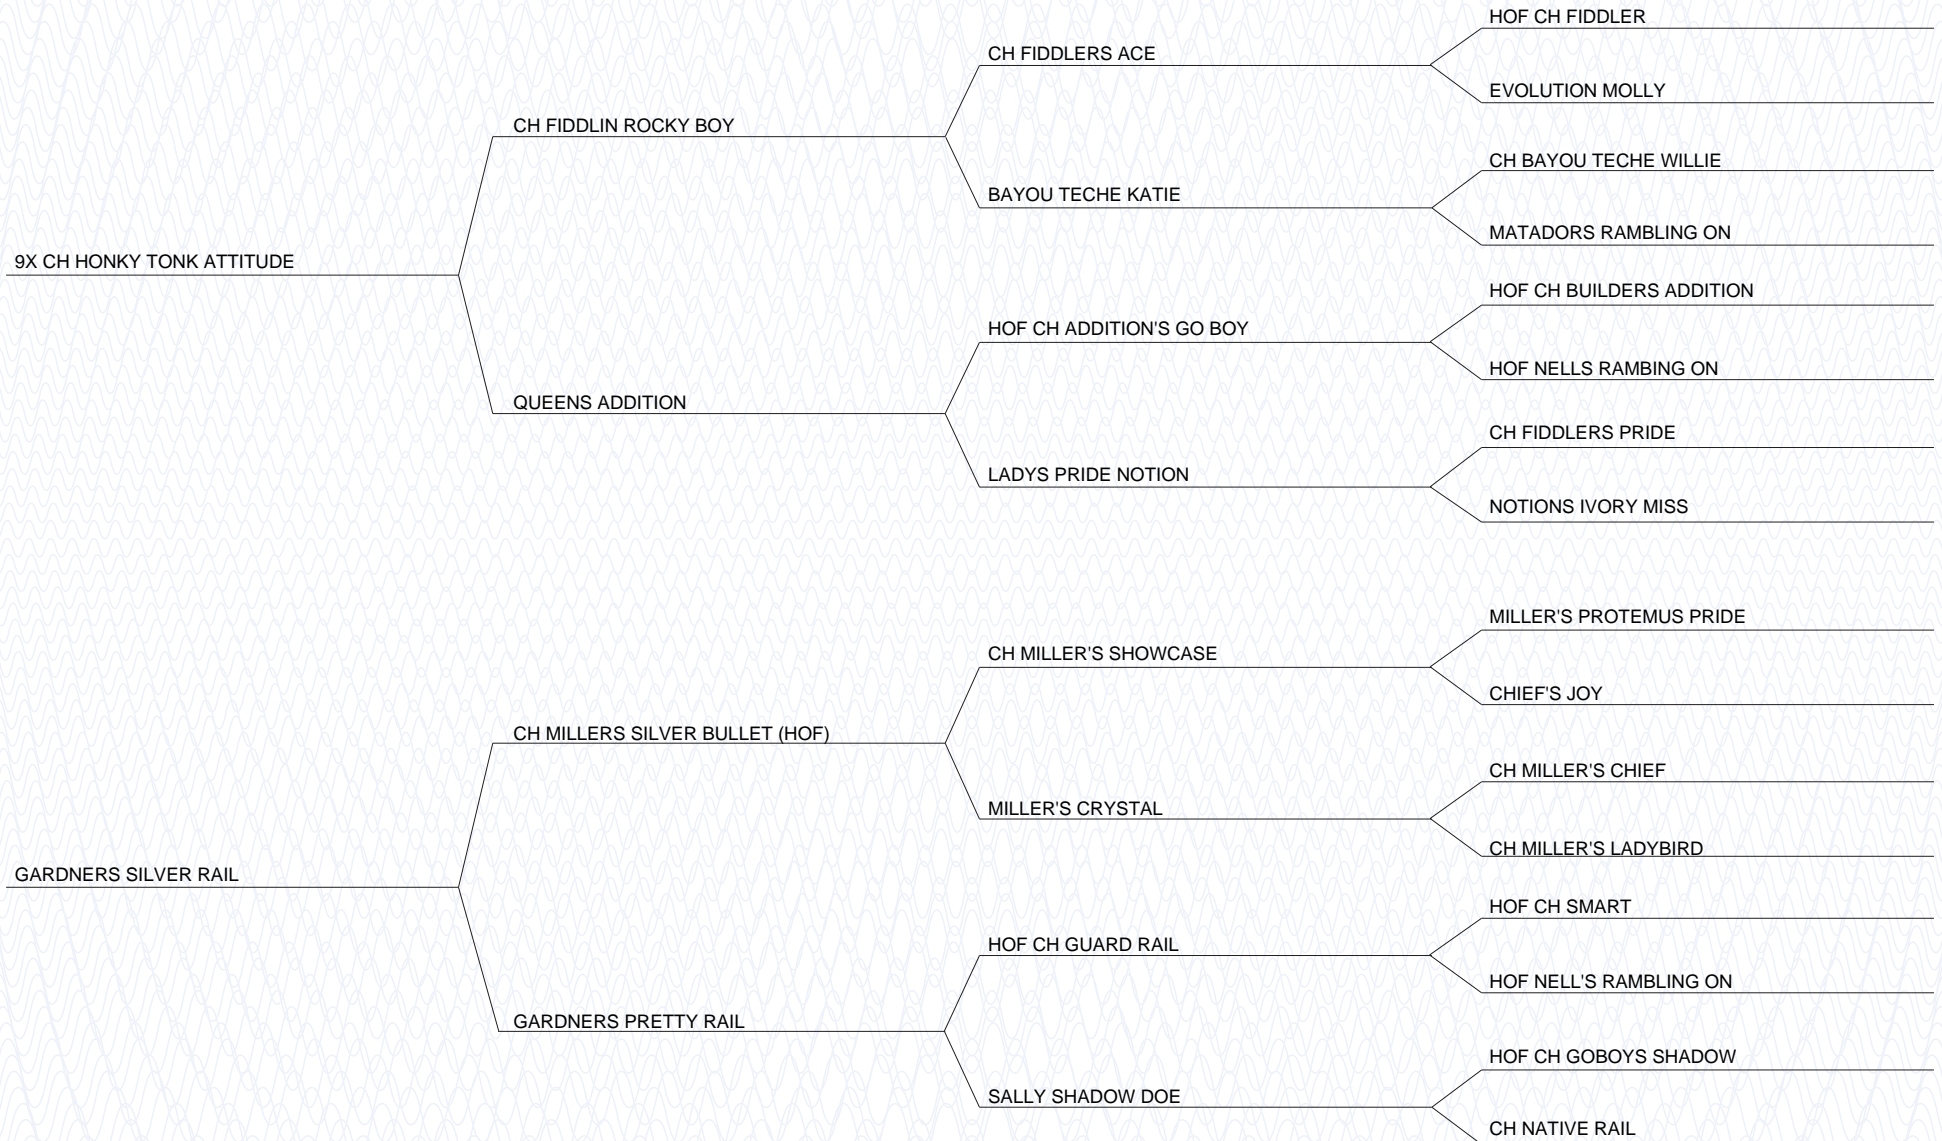 HOF CH FIDDLER
CH FIDDLERS ACE
EVOLUTION MOLLY
CH FIDDLIN ROCKY BOY
CH BAYOU TECHE WILLIE
BAYOU TECHE KATIE
MATADORS RAMBLING ON
9X CH HONKY TONK ATTITUDE
HOF CH BUILDERS ADDITION
HOF CH ADDITION'S GO BOY
HOF NELLS RAMBING ON
QUEENS ADDITION
CH FIDDLERS PRIDE
LADYS PRIDE NOTION
NOTIONS IVORY MISS
MILLER'S PROTEMUS PRIDE
CH MILLER'S SHOWCASE
CHIEF'S JOY
CH MILLERS SILVER BULLET (HOF)
CH MILLER'S CHIEF
MILLER'S CRYSTAL
CH MILLER'S LADYBIRD
GARDNERS SILVER RAIL
HOF CH SMART
HOF CH GUARD RAIL
HOF NELL'S RAMBLING ON
GARDNERS PRETTY RAIL
HOF CH GOBOYS SHADOW
SALLY SHADOW DOE
CH NATIVE RAIL